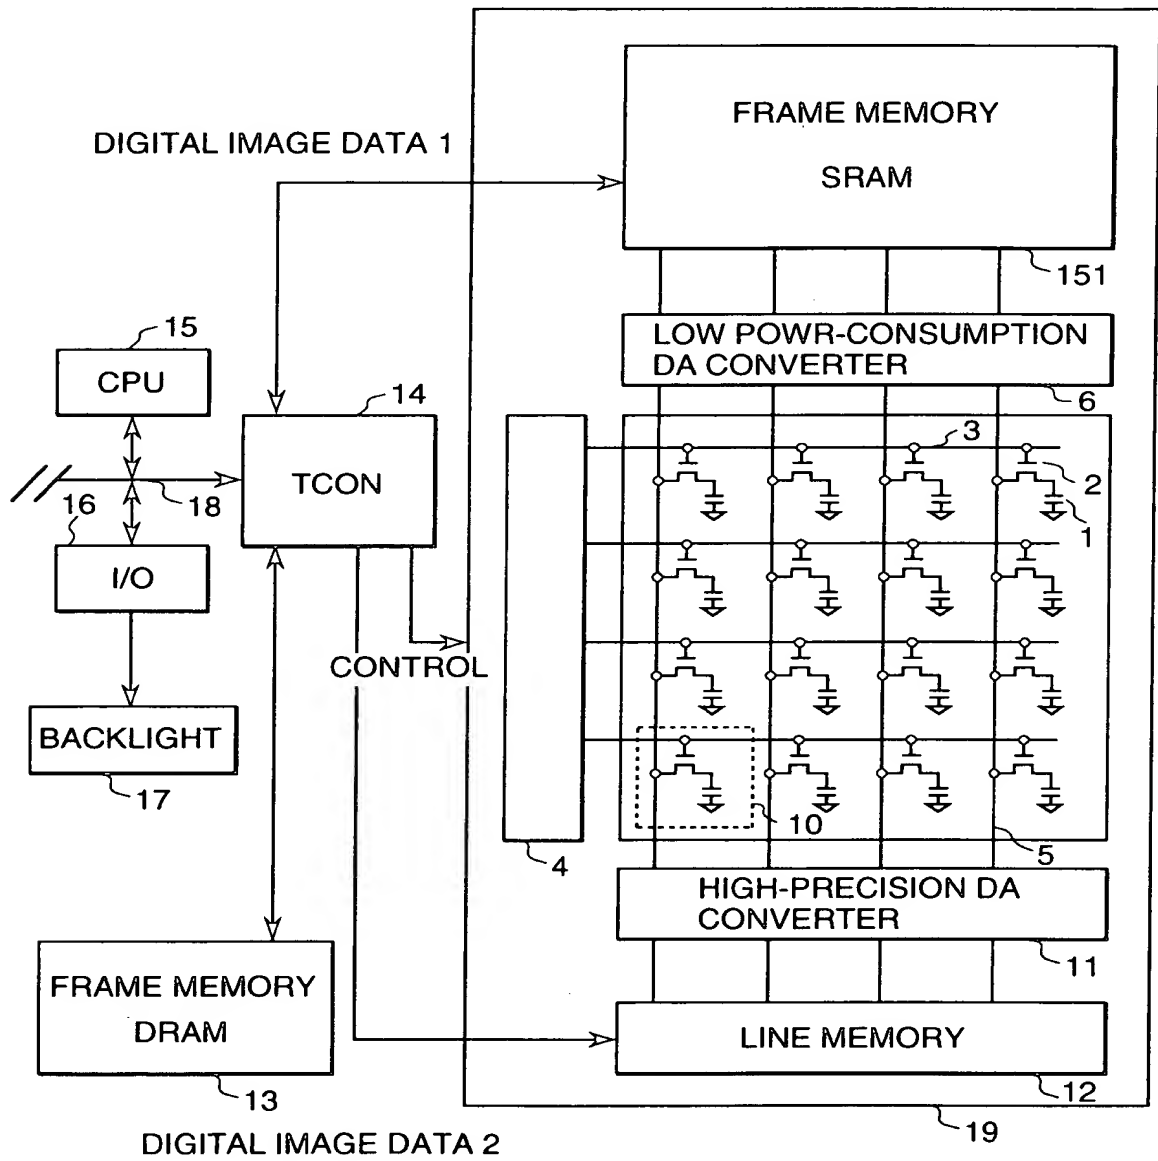 FRAME MEMORY
SRAM
DIGITAL IMAGE DATA 1
151
LOW POWR-CONSUMPTION
DA CONVERTER
15
CPU
14
6
TCON
3
2
16
18
1
I/O
CONTROL
BACKLIGHT
17
10
4
5
HIGH-PRECISION DA
CONVERTER
11
FRAME MEMORY
DRAM
LINE MEMORY
13
12
19
DIGITAL IMAGE DATA 2